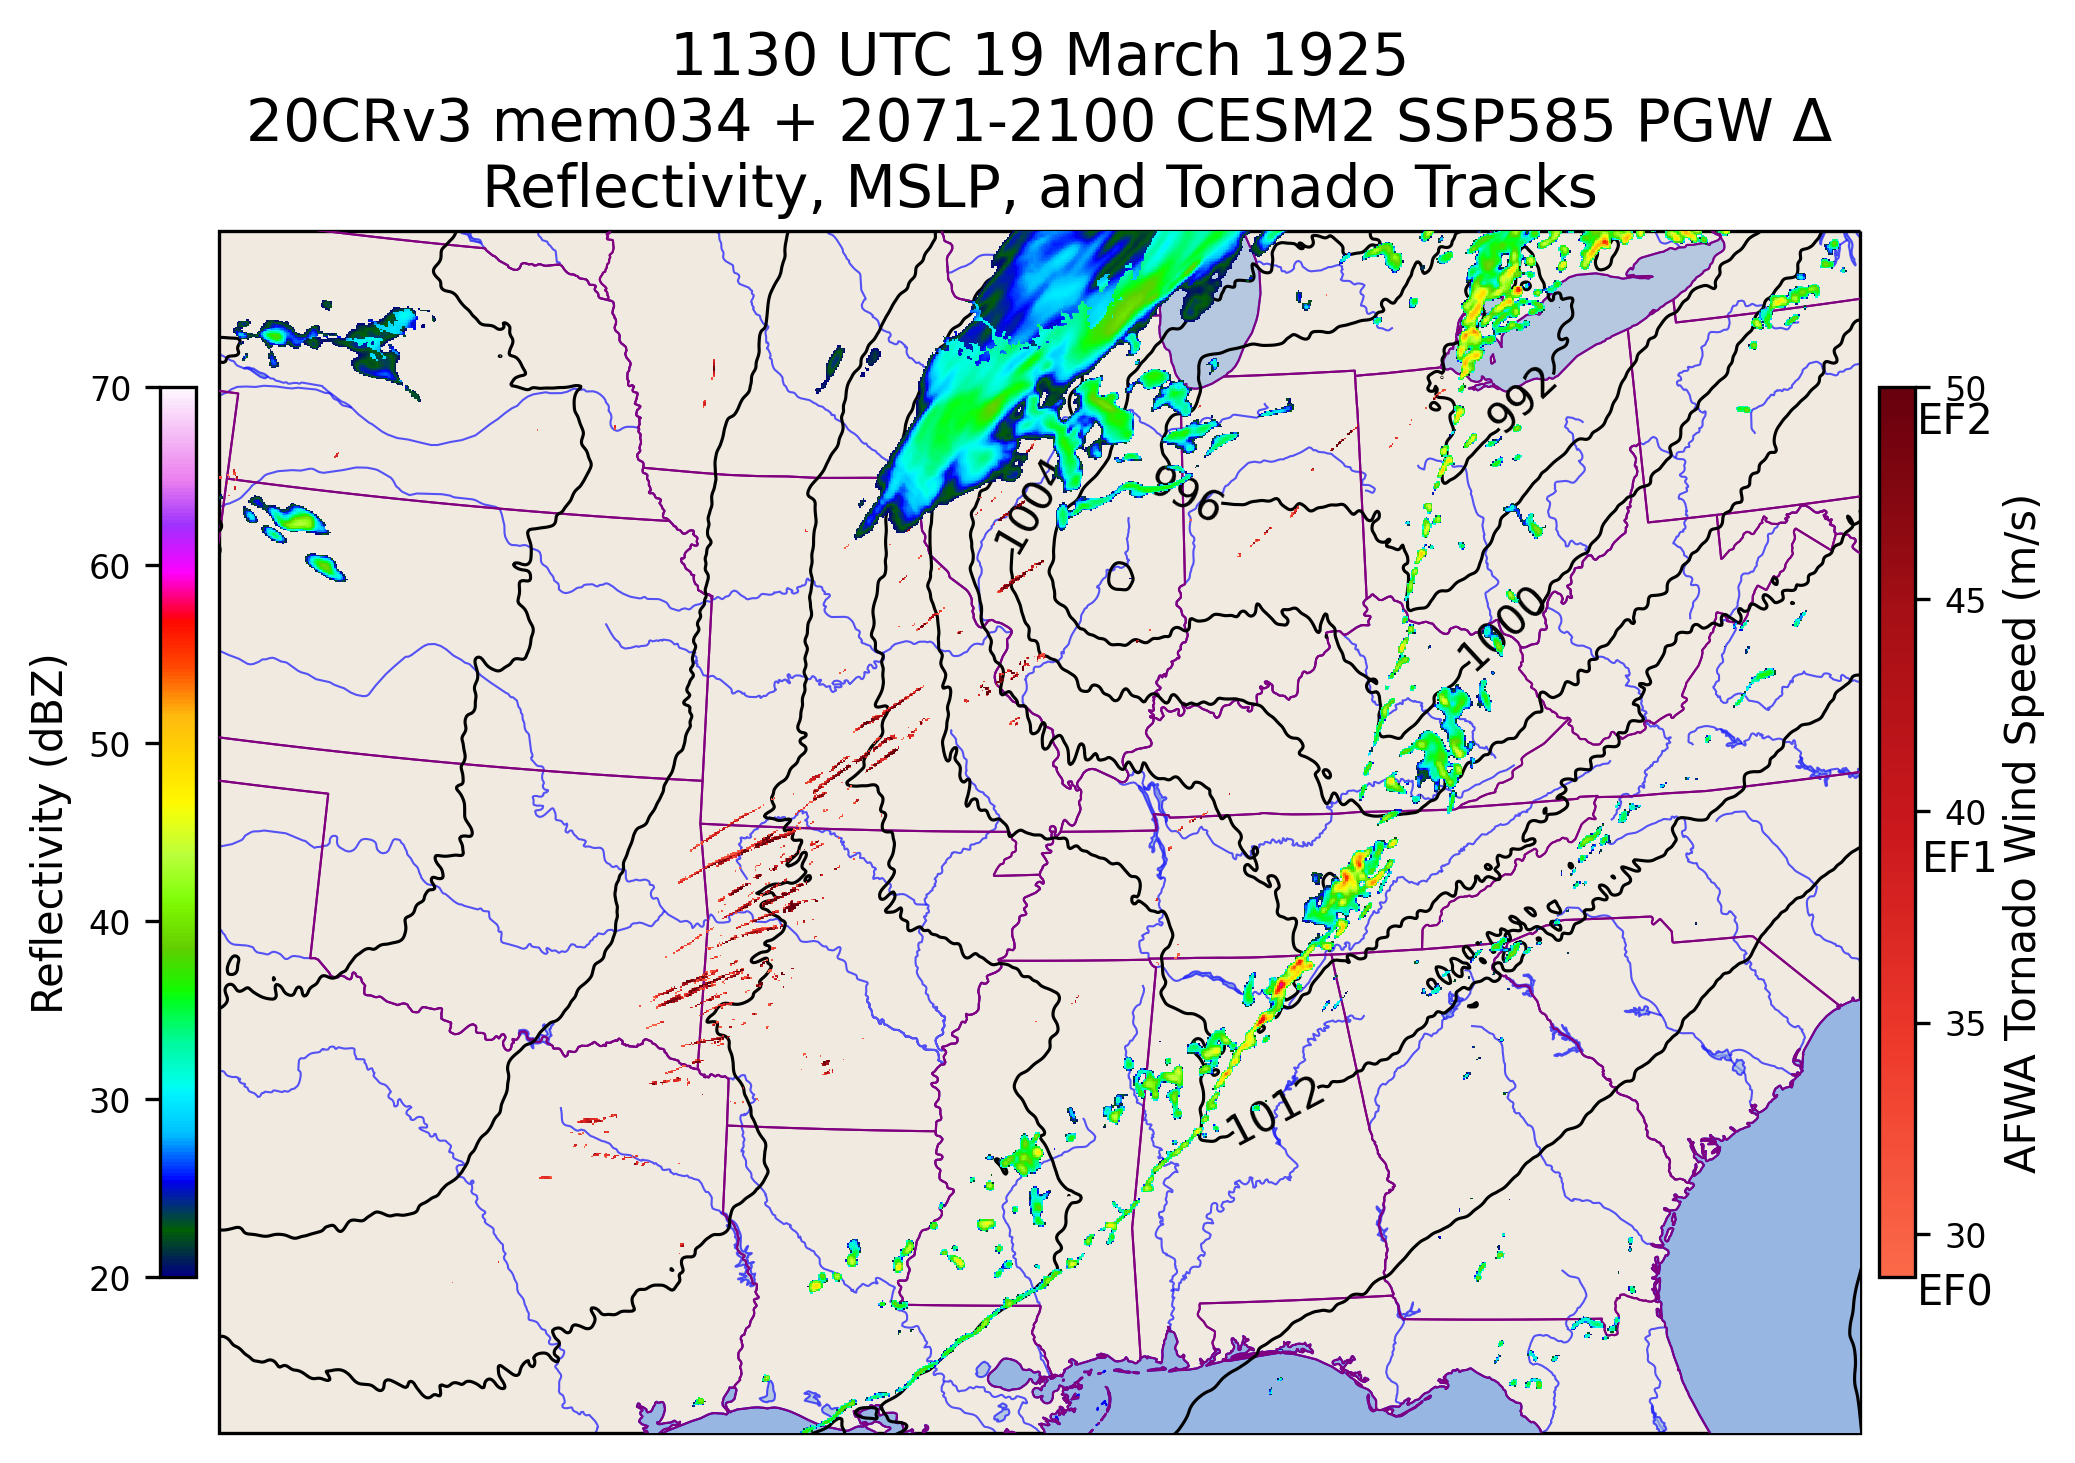 1130 UTC 19 March 1925
20CRv3 mem034 + 2071-2100 CESM2 SSP585 PGW Δ
Reflectivity, MSLP, and Tornado Tracks
Reflectivity (dBZ)
70
60
50
40
30
20
992
1004
996
1000
1012
50
EF2
45
40
EF1
35
30
EF0
AFWA Tornado Wind Speed (m/s)